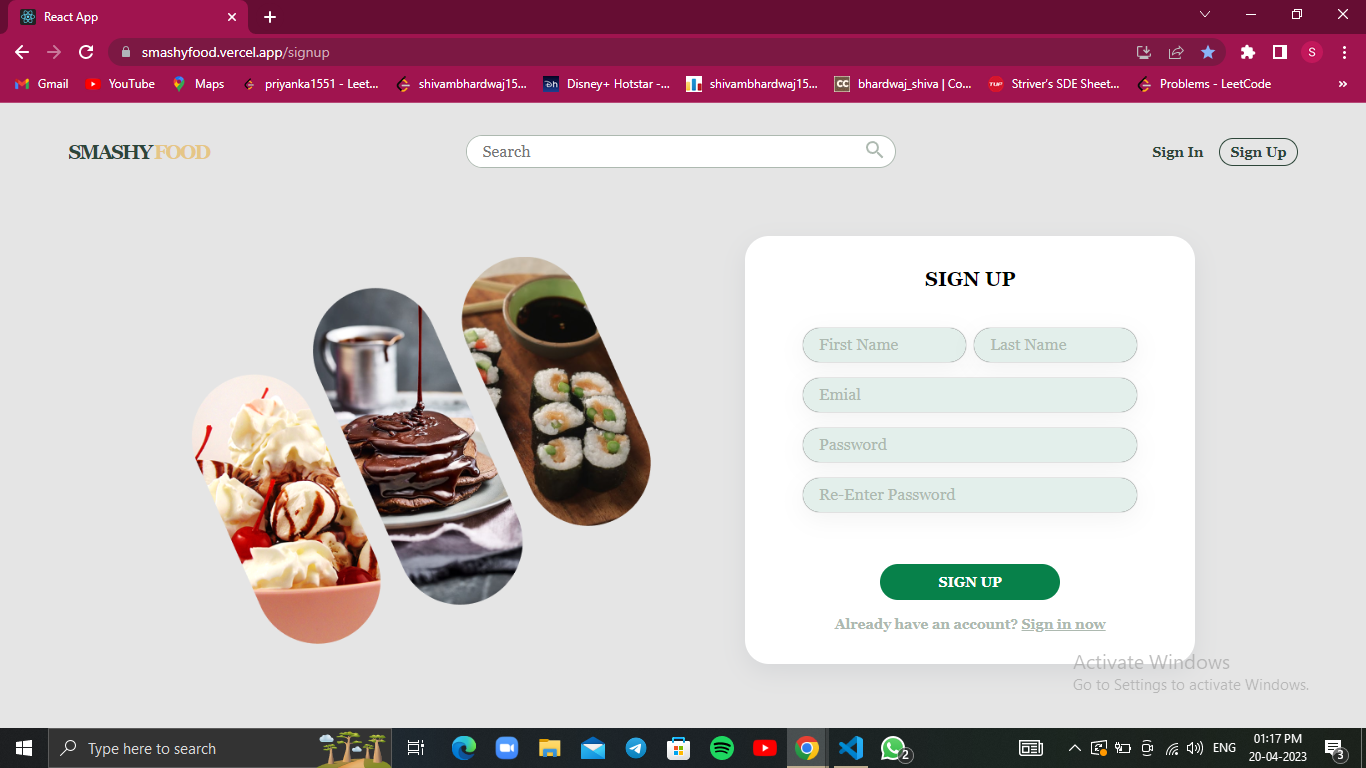 React App
smashyfood.vercel.app/signup
S
Gmail YouTube Maps priyanka1551 - Leet... shivambhardwaj15... Disney+ Hotstar -... shivambhardwaj15... CC bhardwaj_shiva | Co... TUF Striver's SDE Sheet... Problems - LeetCode »
SMASHYFOOD Search Sign In Sign Up
SIGN UP
First Name Last Name
Emial
Password
Re-Enter Password
SIGN UP
Already have an account? Sign in now
Activate Windows
Go to Settings to activate Windows.
Type here to search 2 ENG 01:17 PM 3
20-04-2023